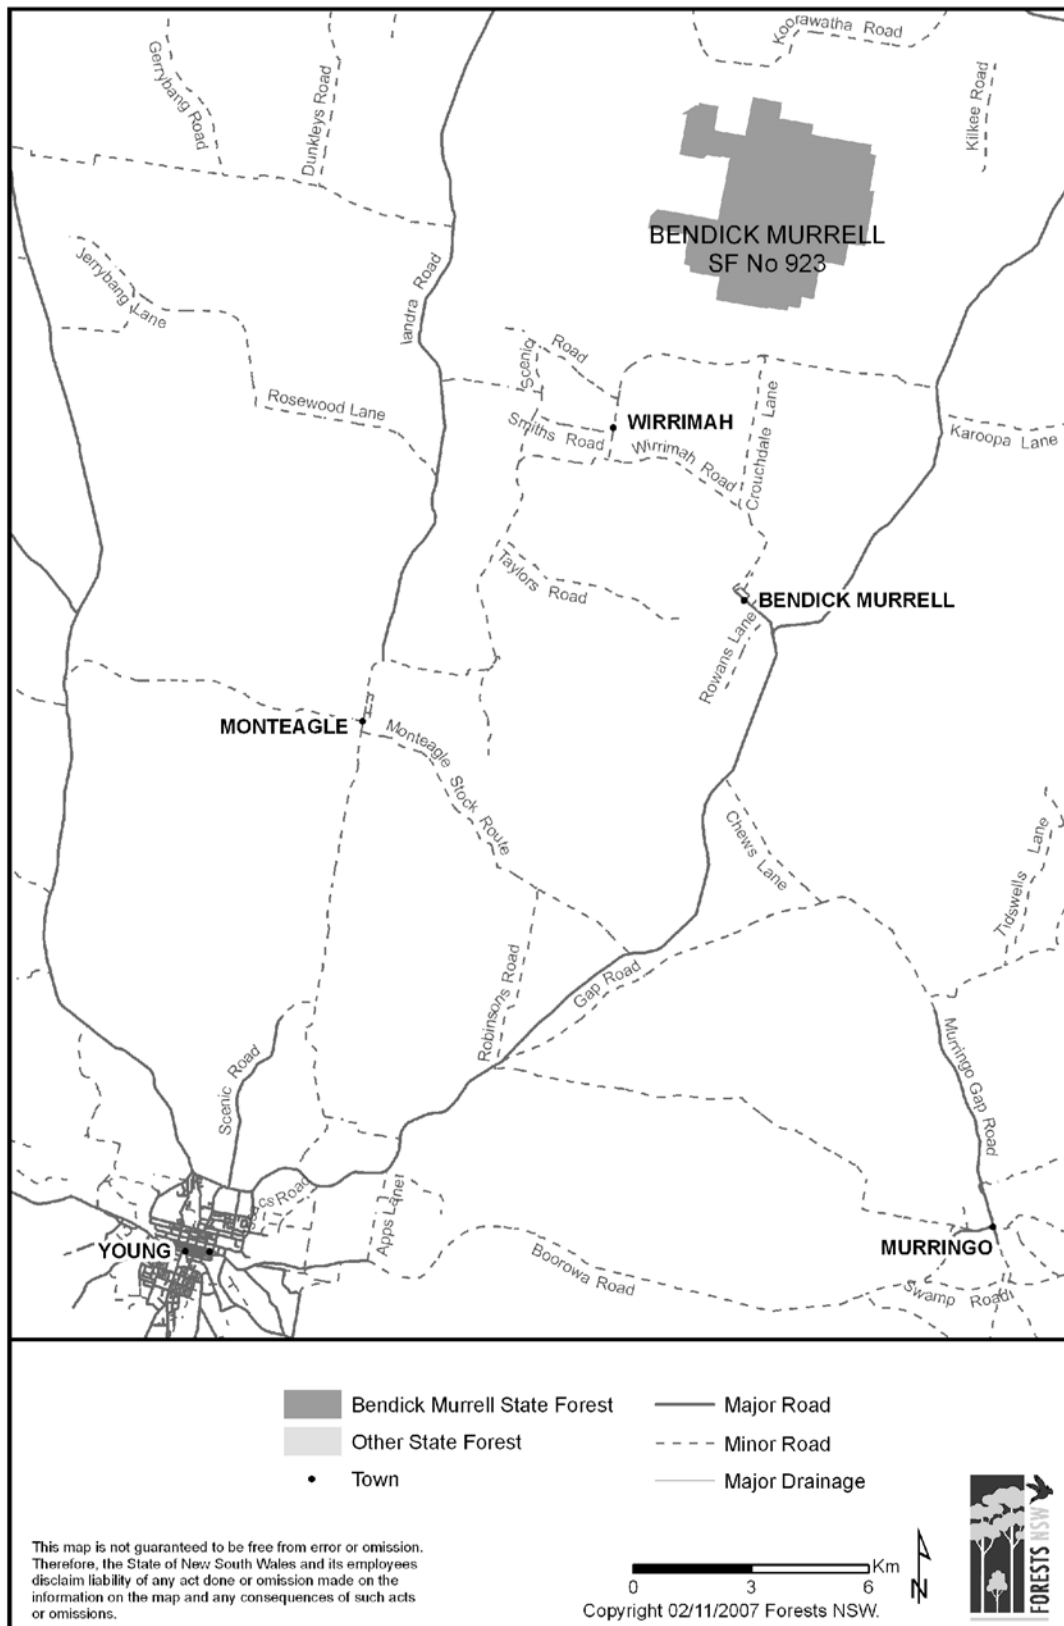 Koorawatha Road
Gerrybang Road
Dunkleys Road
Kilkee Road
BENDICK MURRELL
SF No 923
Jerrybang Lane
Iandra Road
Scenic
Road
Rosewood Lane
Smiths Road
WIRRIMAH
Wirrimah Road
Crouchdale Lane
Karoopa Lane
Taylors Road
BENDICK MURRELL
Rowans Lane
MONTEAGLE
Monteagle Stock Route
Chews Lane
Tidswells Lane
Robinsons Road
Gap Road
Murringo Gap Road
Scenic Road
Road
Apps Lane
YOUNG
Boorowa Road
MURRINGO
Swamp Road
Bendick Murrell State Forest
Other State Forest
Town
Major Road
Minor Road
Major Drainage
This map is not guaranteed to be free from error or omission.
Therefore, the State of New South Wales and its employees
disclaim liability of any act done or omission made on the
information on the map and any consequences of such acts
or omissions.
Km
0 3 6
Copyright 02/11/2007 Forests NSW.
N
FORESTS NSW